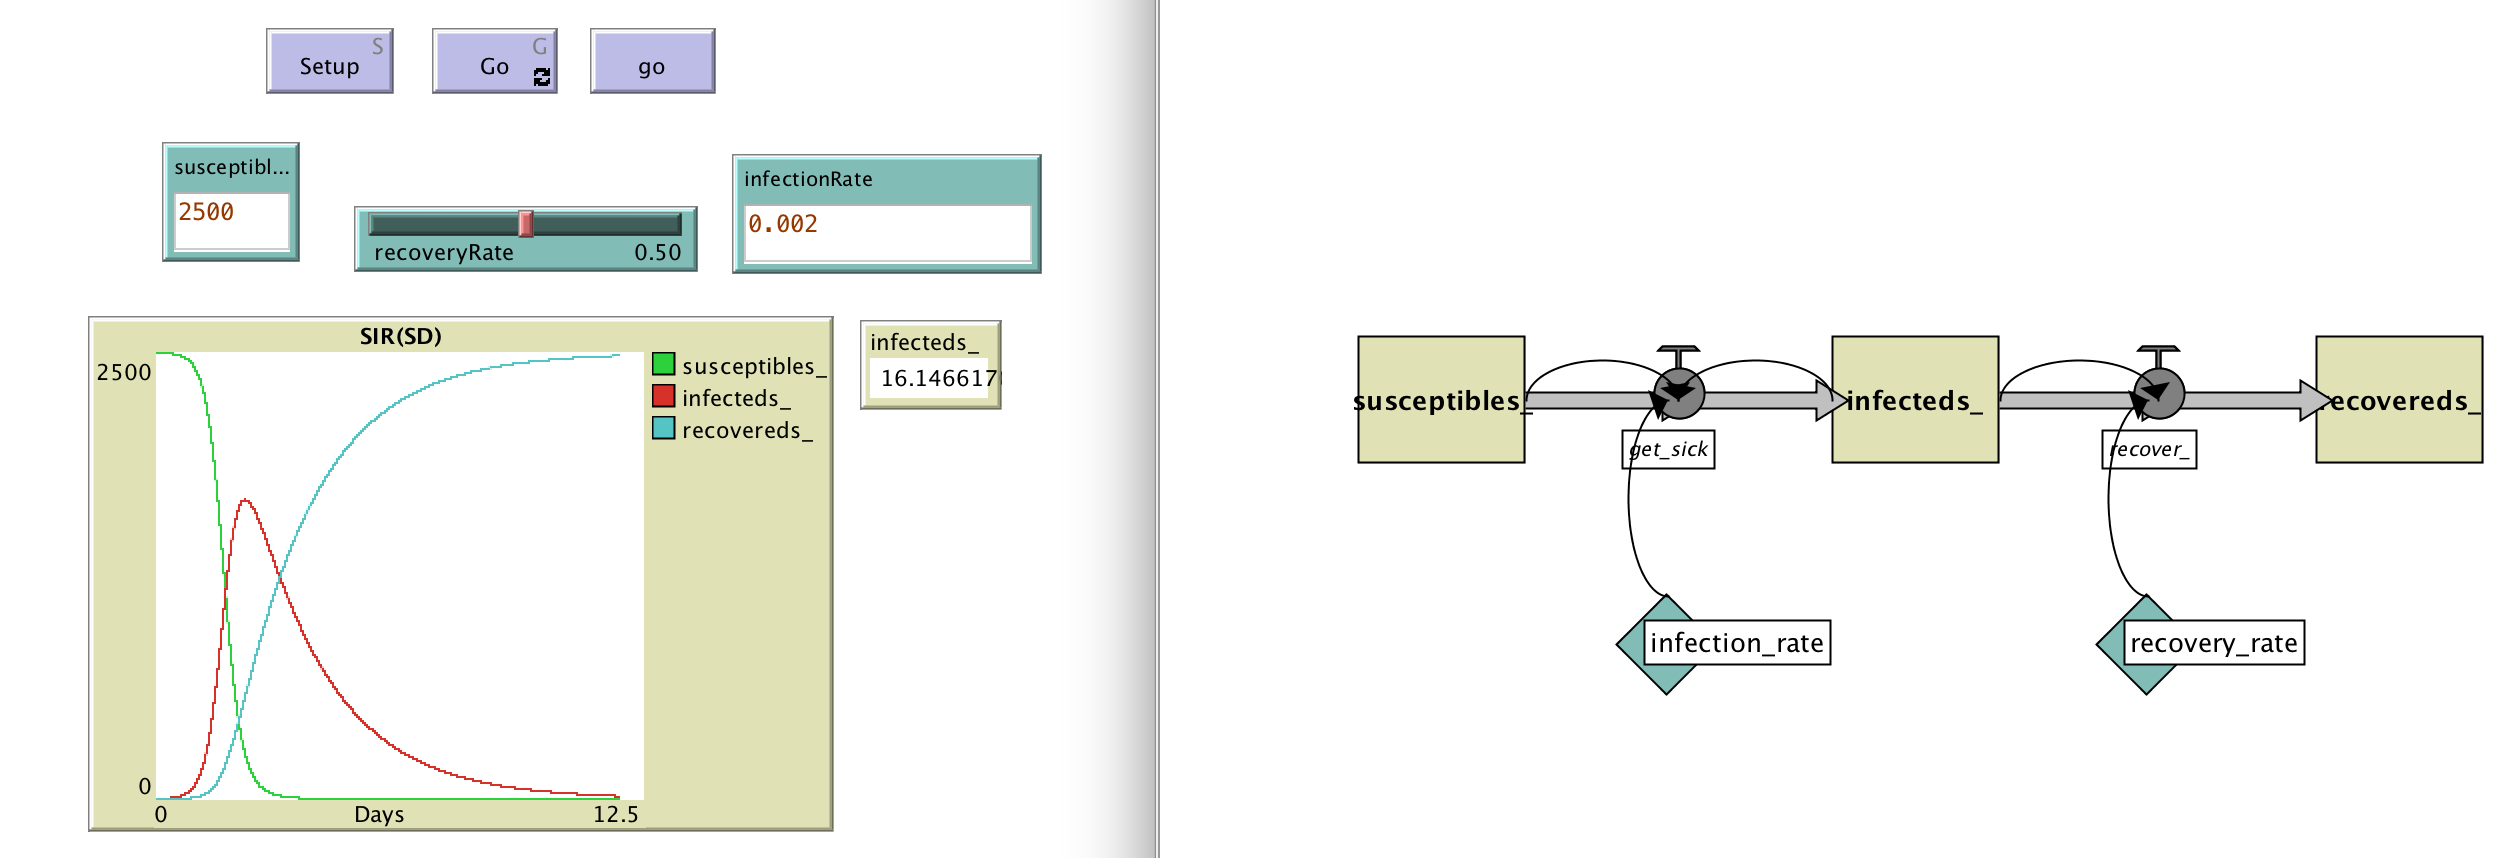 S
Setup
G
Go
go
susceptibl...
2500
recoveryRate 0.50
infectionRate
0.002
SIR(SD)
2500
0
0 Days 12.5
susceptibles_
infecteds_
recovereds_
infecteds_
16.146617
susceptibles_
infecteds_
recovereds_
get_sick
recover_
infection_rate
recovery_rate